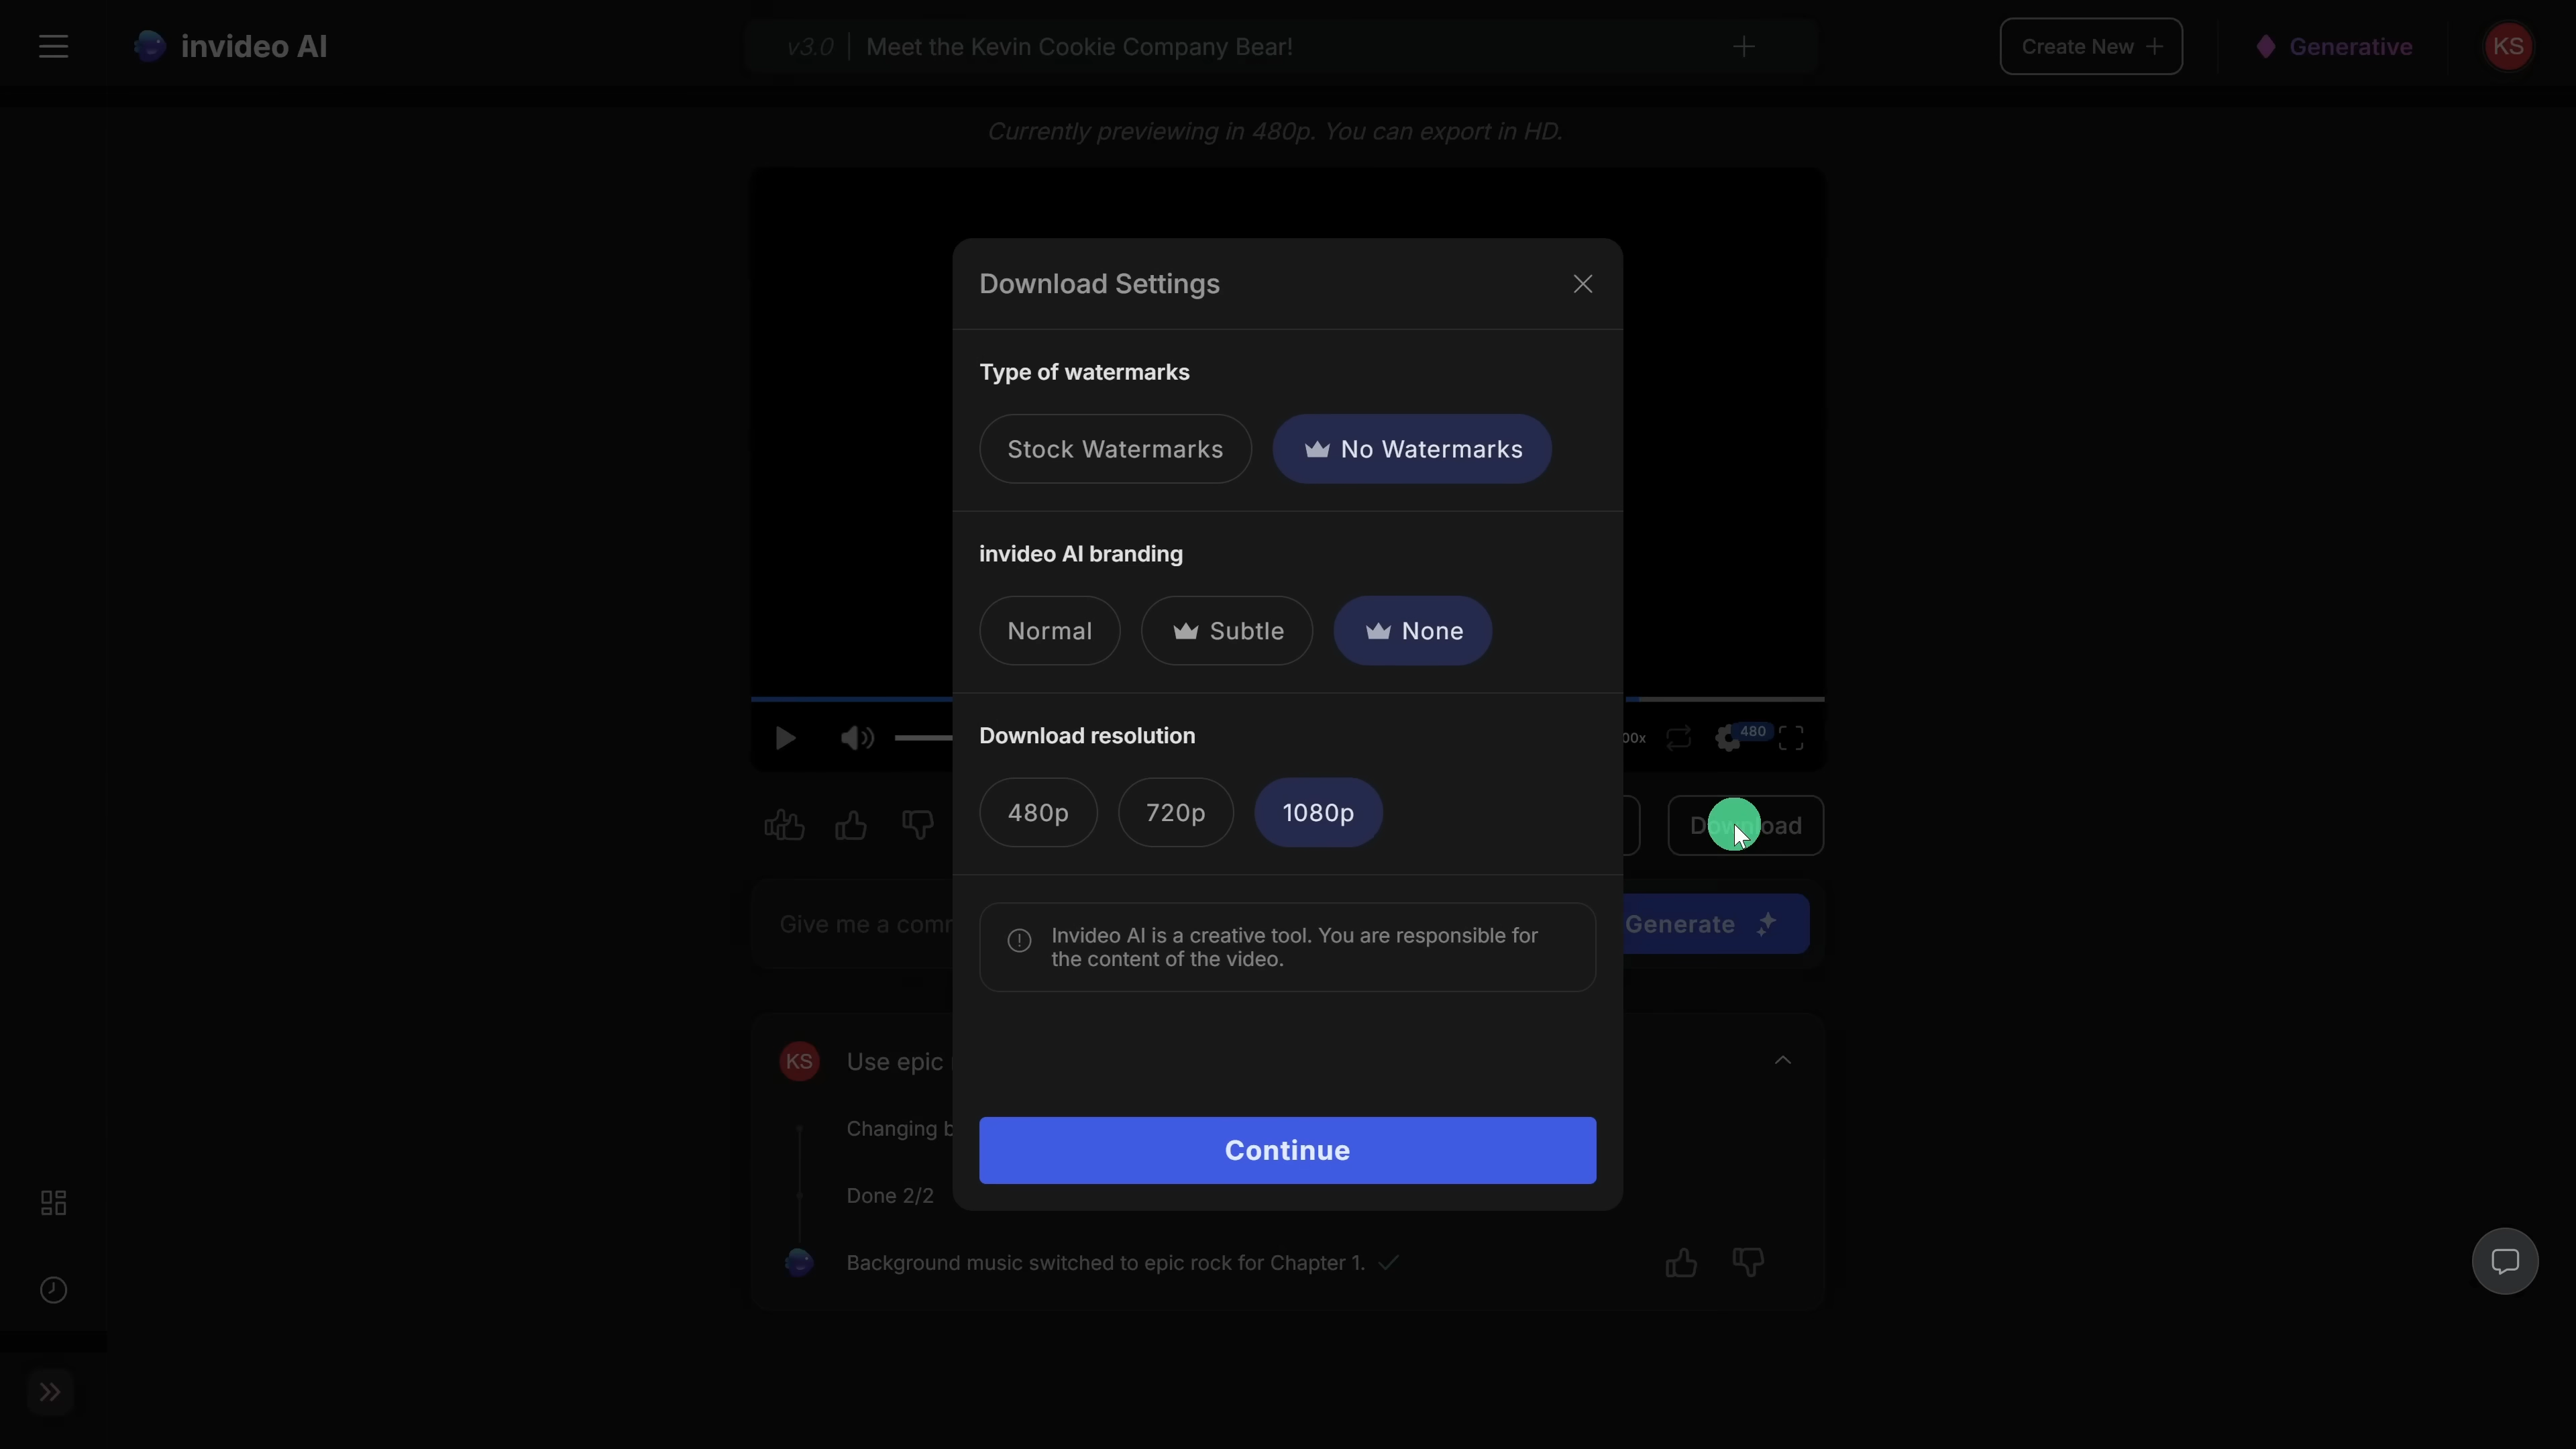 invideo AI
v3.0
Meet the Kevin Cookie Company Bear!
Create New
Generative
KS
Currently previewing in 480p. You can export in HD.
Download Settings
Type of watermarks
Stock Watermarks
No Watermarks
invideo AI branding
Normal
Subtle
None
Download resolution
480p
720p
1080p
00x
480
Download
Give me a comm
Generate
Invideo AI is a creative tool. You are responsible for
the content of the video.
KS
Use epic
Changing b
Done 2/2
Continue
Background music switched to epic rock for Chapter 1.